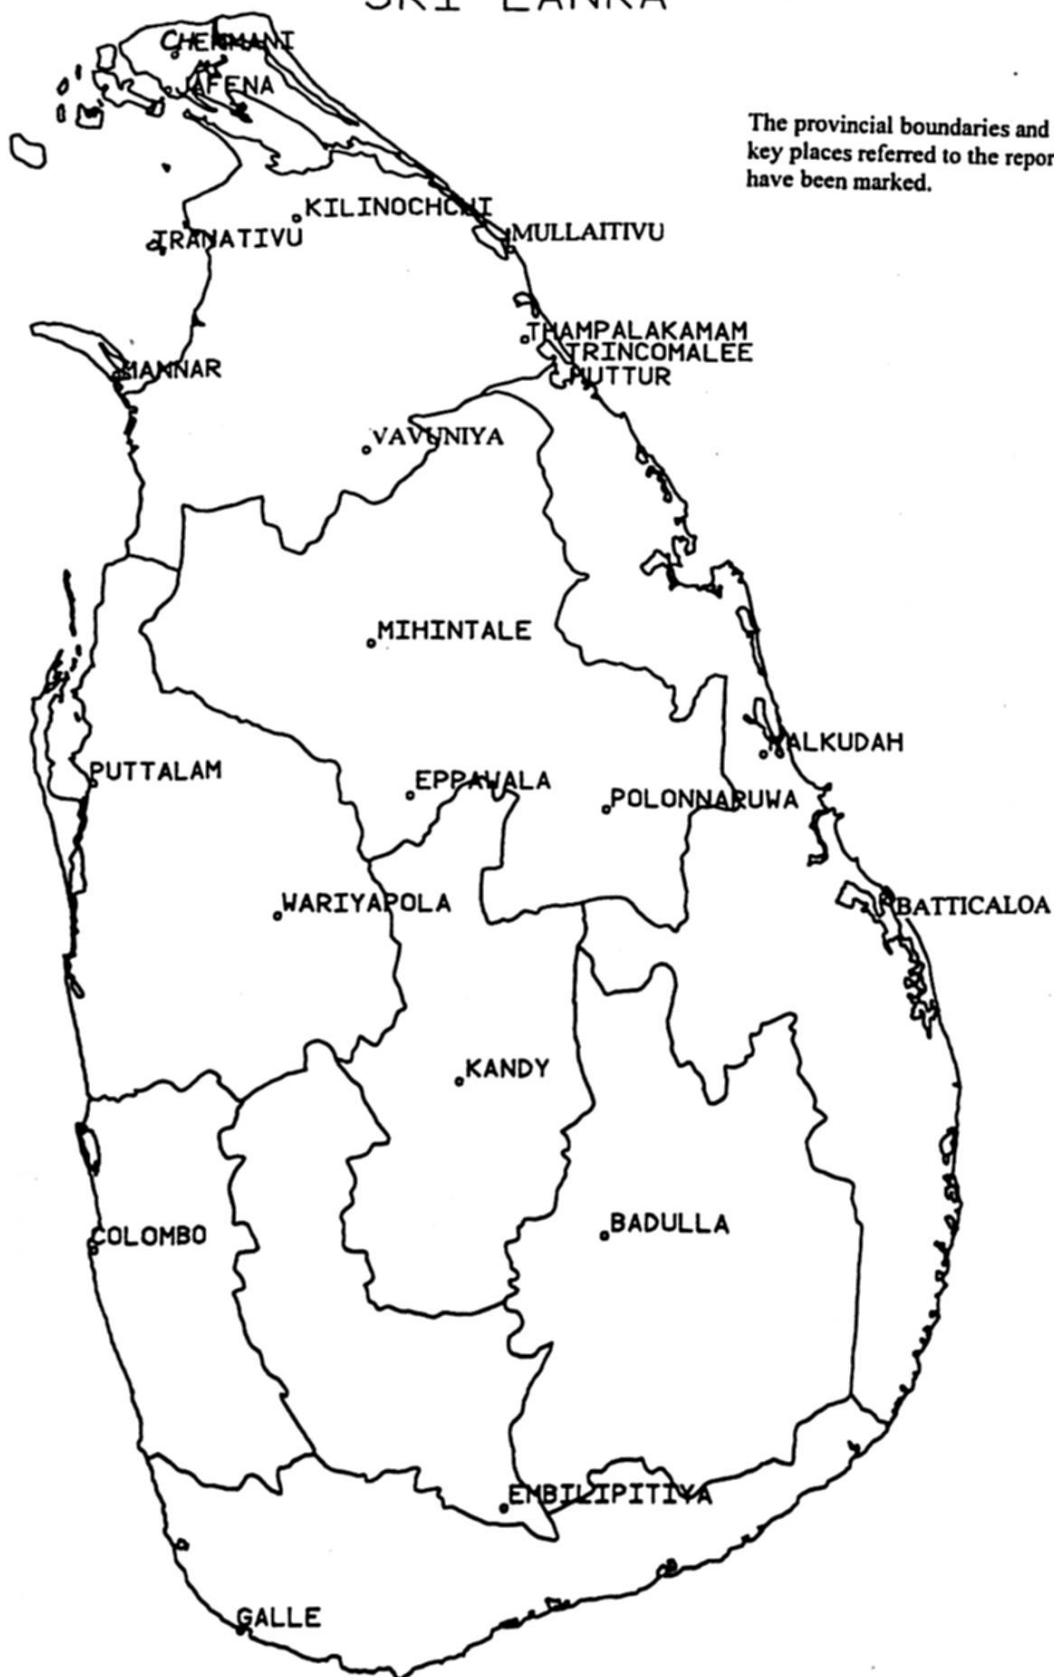 SRI LANKA
CHEMMANI
JAFENA
The provincial boundaries and
key places referred to the repor
have been marked.
KILINOCHCHI
MULLAITIVU
IRANATIVU
THAMPALAKAMAM
TRINCOMALEE
MUTTUR
MANNAR
VAVUNIYA
MIHINTALE
VALKUDAH
PUTTALAM
EPPAWALA
POLONNARUWA
WARIYAPOLA
BATTICALOA
KANDY
BADULLA
COLOMBO
EMBILIPITIYA
GALLE